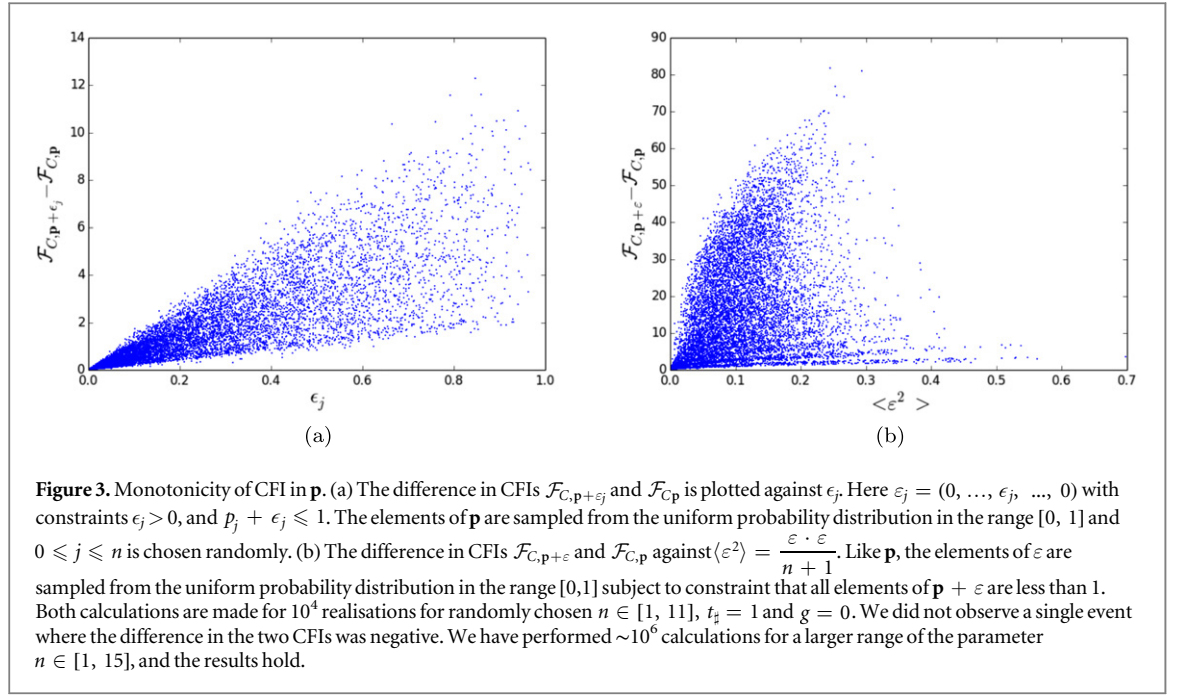 14
12
10
8
6
4
2
0
0.0 0.2 0.4 0.6 0.8 1.0
ℱ_{C,𝐩+ϵ_j} − ℱ_{C,𝐩}
ϵ_j
(a)
90
80
70
60
50
40
30
20
10
0
0.0 0.1 0.2 0.3 0.4 0.5 0.6 0.7
ℱ_{C,𝐩+ε} − ℱ_{C,𝐩}
<ε² >
(b)
Figure 3. Monotonicity of CFI in p. (a) The difference in CFIs ℱ_{C,p+ε_j} and ℱ_{Cp} is plotted against ϵ_j. Here ε_j = (0, …, ϵ_j, ..., 0) with
constraints ϵ_j > 0, and p_j + ϵ_j ⩽ 1. The elements of p are sampled from the uniform probability distribution in the range [0, 1] and
0 ⩽ j ⩽ n is chosen randomly. (b) The difference in CFIs ℱ_{C,p+ε} and ℱ_{C,p} against ⟨ε²⟩ = (ε · ε)/(n + 1). Like p, the elements of ε are
sampled from the uniform probability distribution in the range [0,1] subject to constraint that all elements of p + ε are less than 1.
Both calculations are made for 10⁴ realisations for randomly chosen n ∈ [1, 11], t_♯ = 1 and g = 0. We did not observe a single event
where the difference in the two CFIs was negative. We have performed ∼10⁶ calculations for a larger range of the parameter
n ∈ [1, 15], and the results hold.